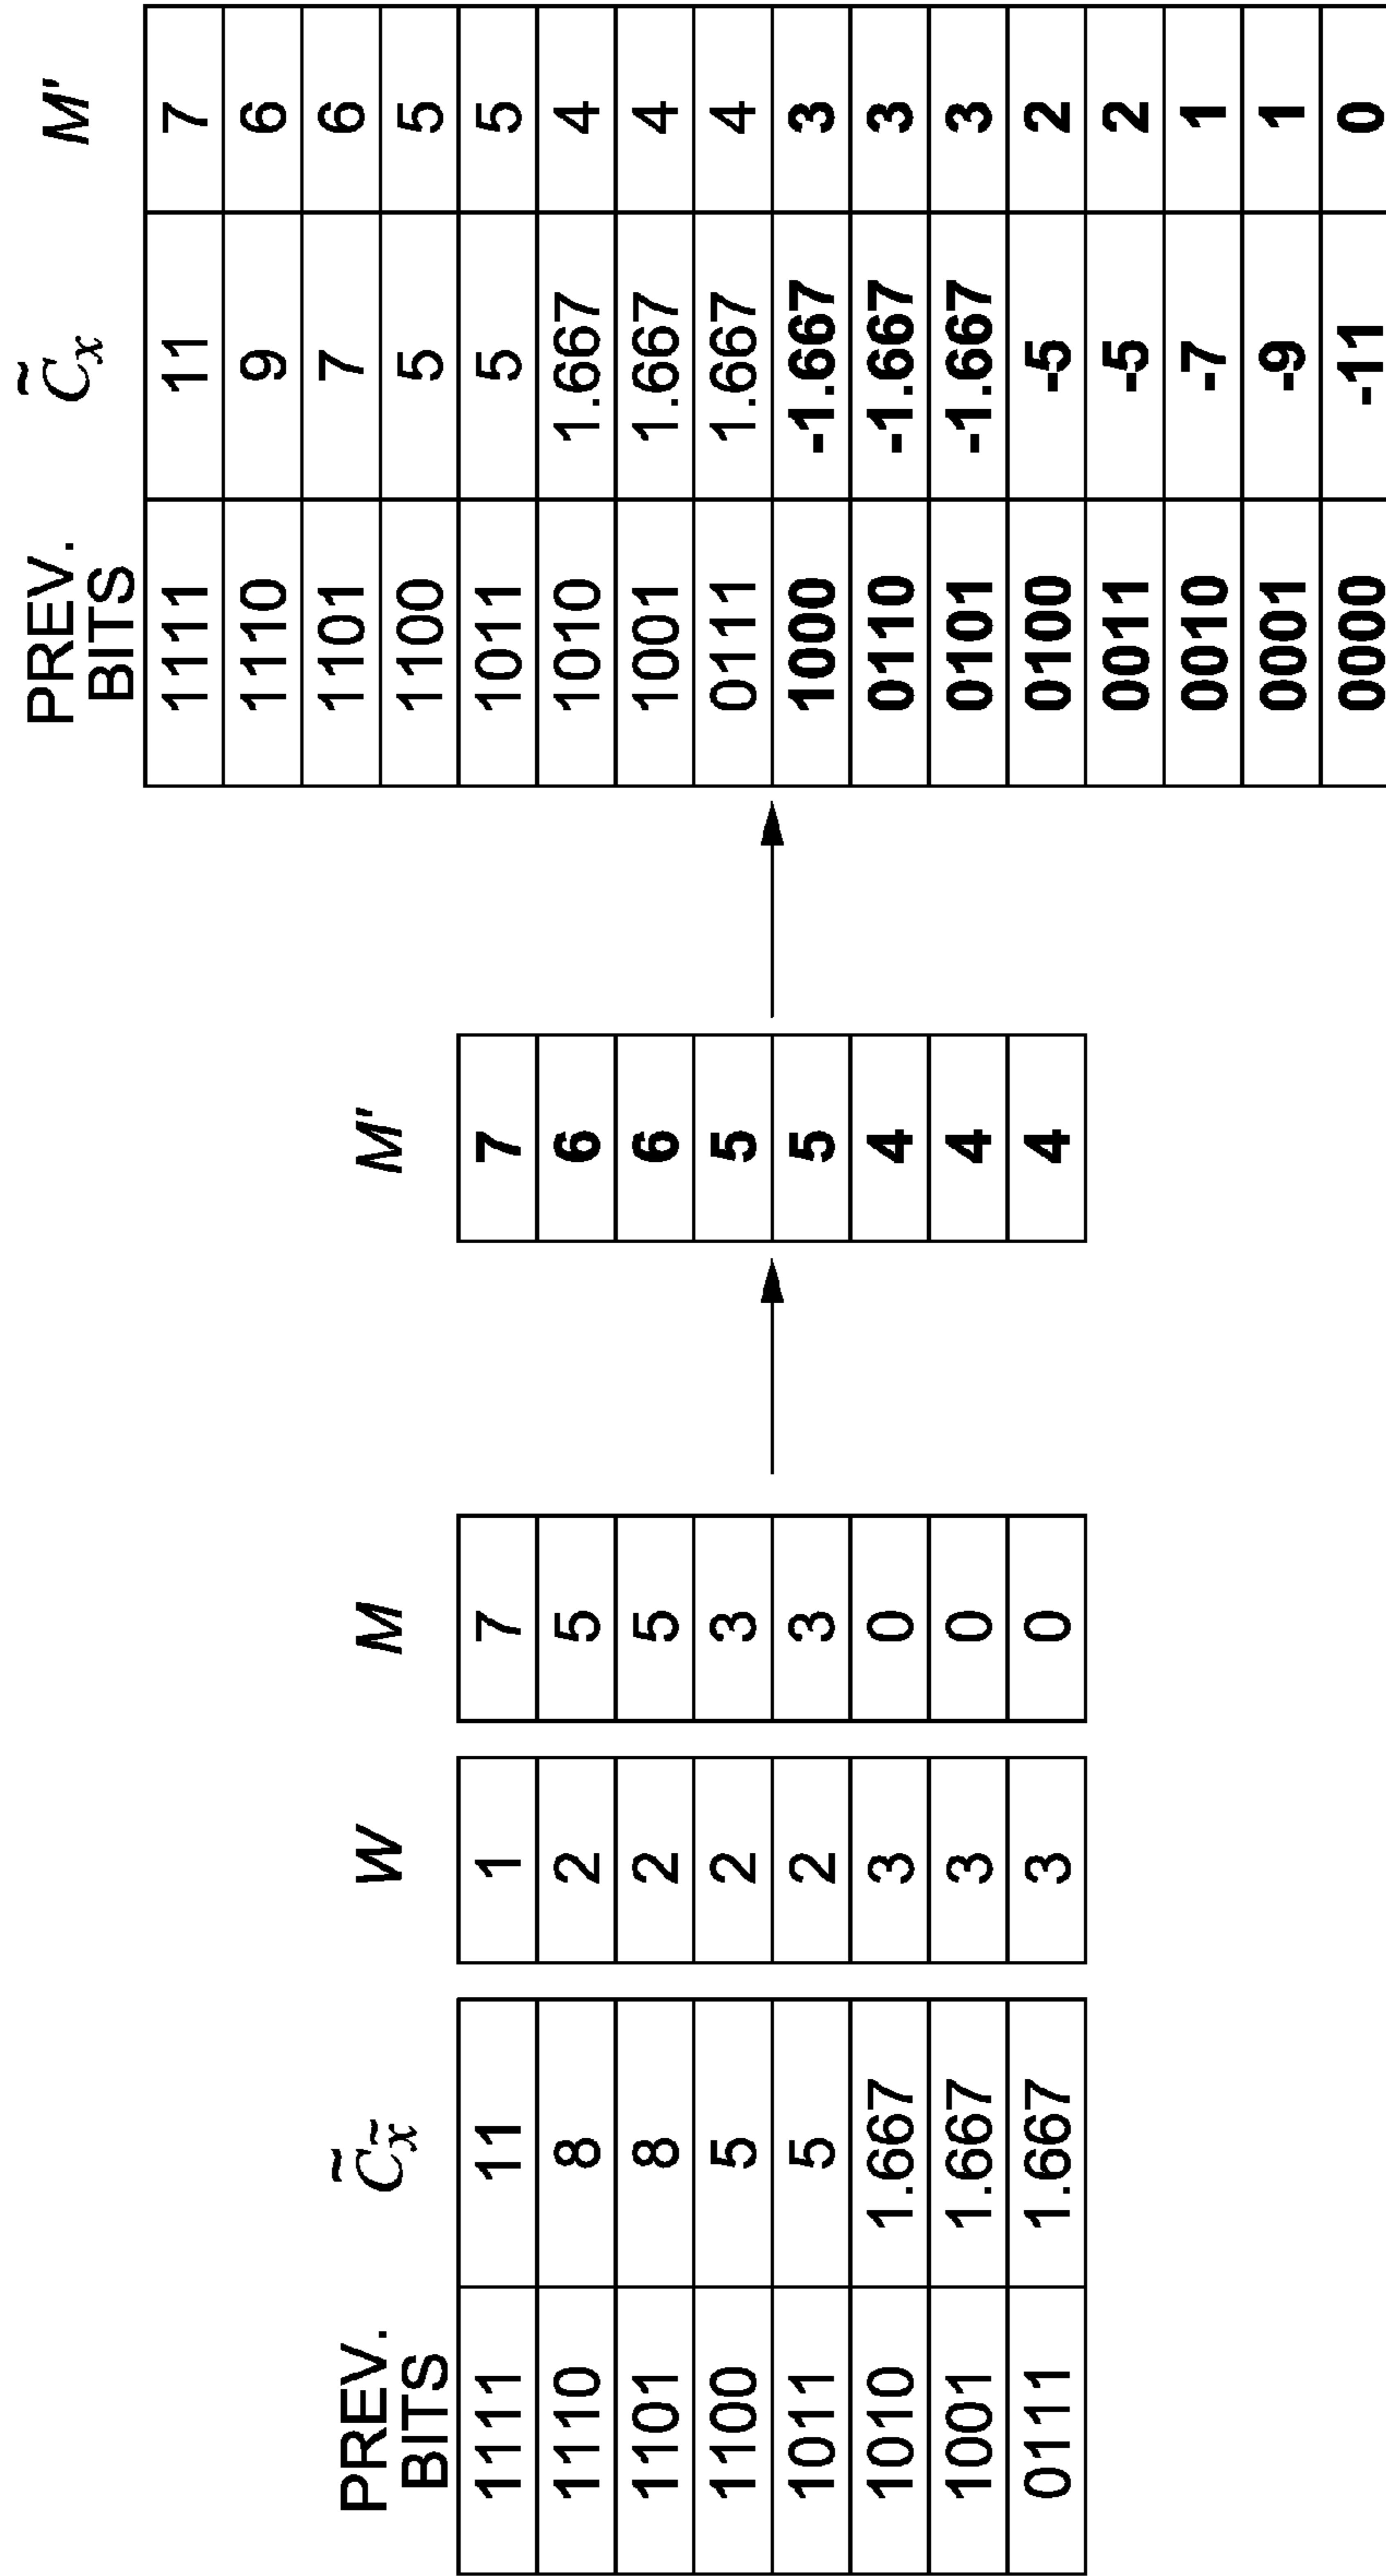 PREV. BITS C̃x̃ W M
1111 11 1 7
1110 8 2 5
1101 8 2 5
1100 5 2 3
1011 5 2 3
1010 1.667 3 0
1001 1.667 3 0
0111 1.667 3 0
M'
7
6
6
5
5
4
4
4
PREV. BITS C̃x M'
1111 11 7
1110 9 6
1101 7 6
1100 5 5
1011 5 5
1010 1.667 4
1001 1.667 4
0111 1.667 4
1000 -1.667 3
0110 -1.667 3
0101 -1.667 3
0100 -5 2
0011 -5 2
0010 -7 1
0001 -9 1
0000 -11 0